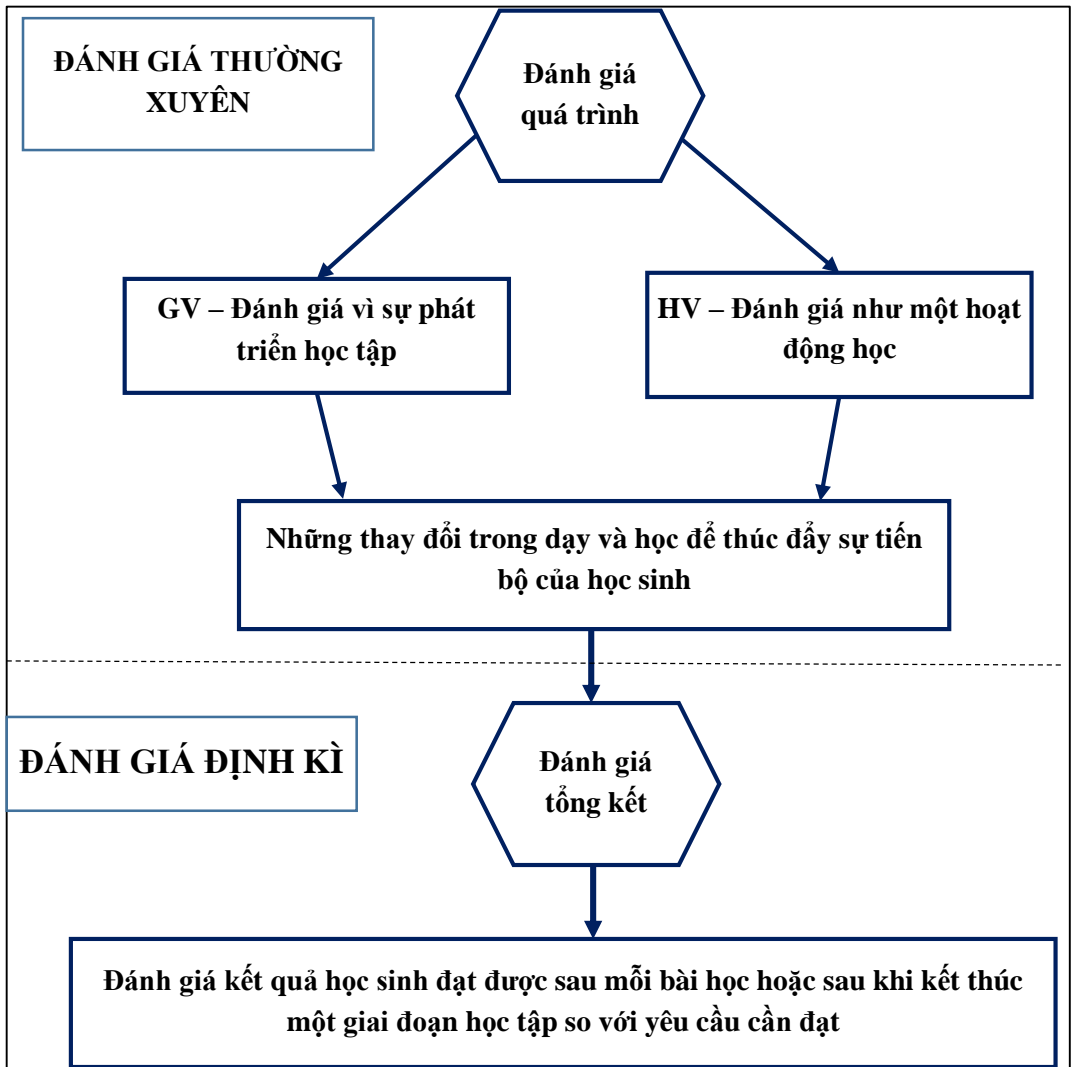 ĐÁNH GIÁ THƯỜNG
XUYÊN
Đánh giá
quá trình
GV – Đánh giá vì sự phát
triển học tập
HV – Đánh giá như một hoạt
động học
Những thay đổi trong dạy và học để thúc đẩy sự tiến
bộ của học sinh
ĐÁNH GIÁ ĐỊNH KÌ
Đánh giá
tổng kết
Đánh giá kết quả học sinh đạt được sau mỗi bài học hoặc sau khi kết thúc
một giai đoạn học tập so với yêu cầu cần đạt